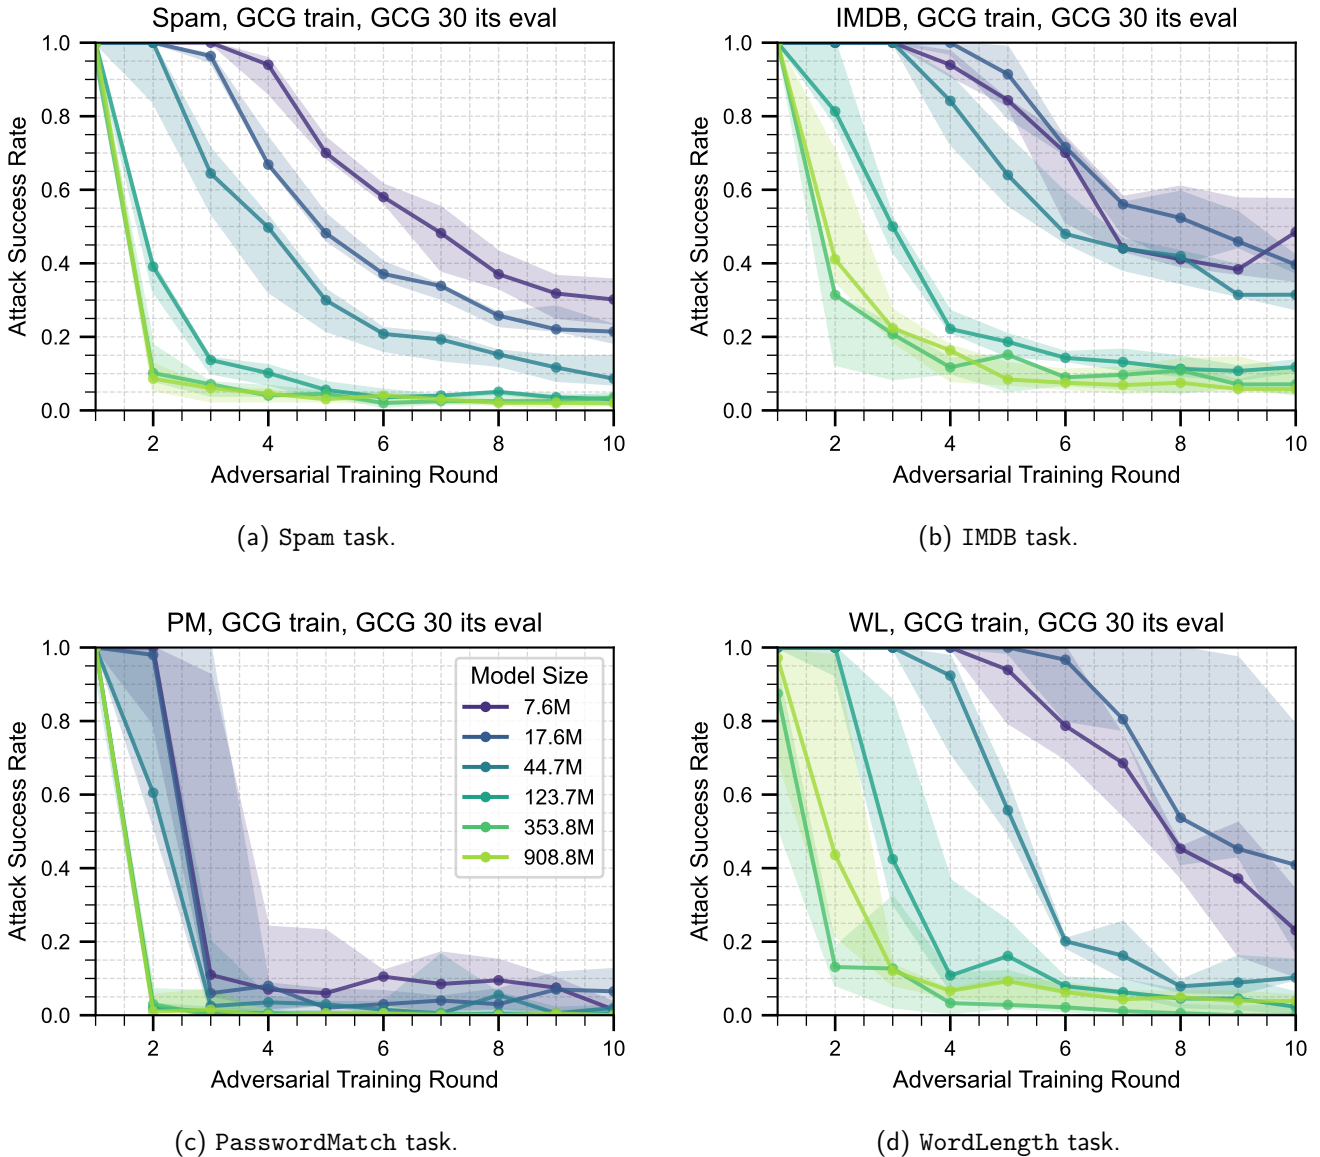 Spam, GCG train, GCG 30 its eval
1.0
0.8
0.6
0.4
0.2
0.0
Attack Success Rate
2 4 6 8 10
Adversarial Training Round
(a) Spam task.
IMDB, GCG train, GCG 30 its eval
1.0
0.8
0.6
0.4
0.2
0.0
Attack Success Rate
2 4 6 8 10
Adversarial Training Round
(b) IMDB task.
PM, GCG train, GCG 30 its eval
1.0
0.8
0.6
0.4
0.2
0.0
Attack Success Rate
Model Size
7.6M
17.6M
44.7M
123.7M
353.8M
908.8M
2 4 6 8 10
Adversarial Training Round
(c) PasswordMatch task.
WL, GCG train, GCG 30 its eval
1.0
0.8
0.6
0.4
0.2
0.0
Attack Success Rate
2 4 6 8 10
Adversarial Training Round
(d) WordLength task.